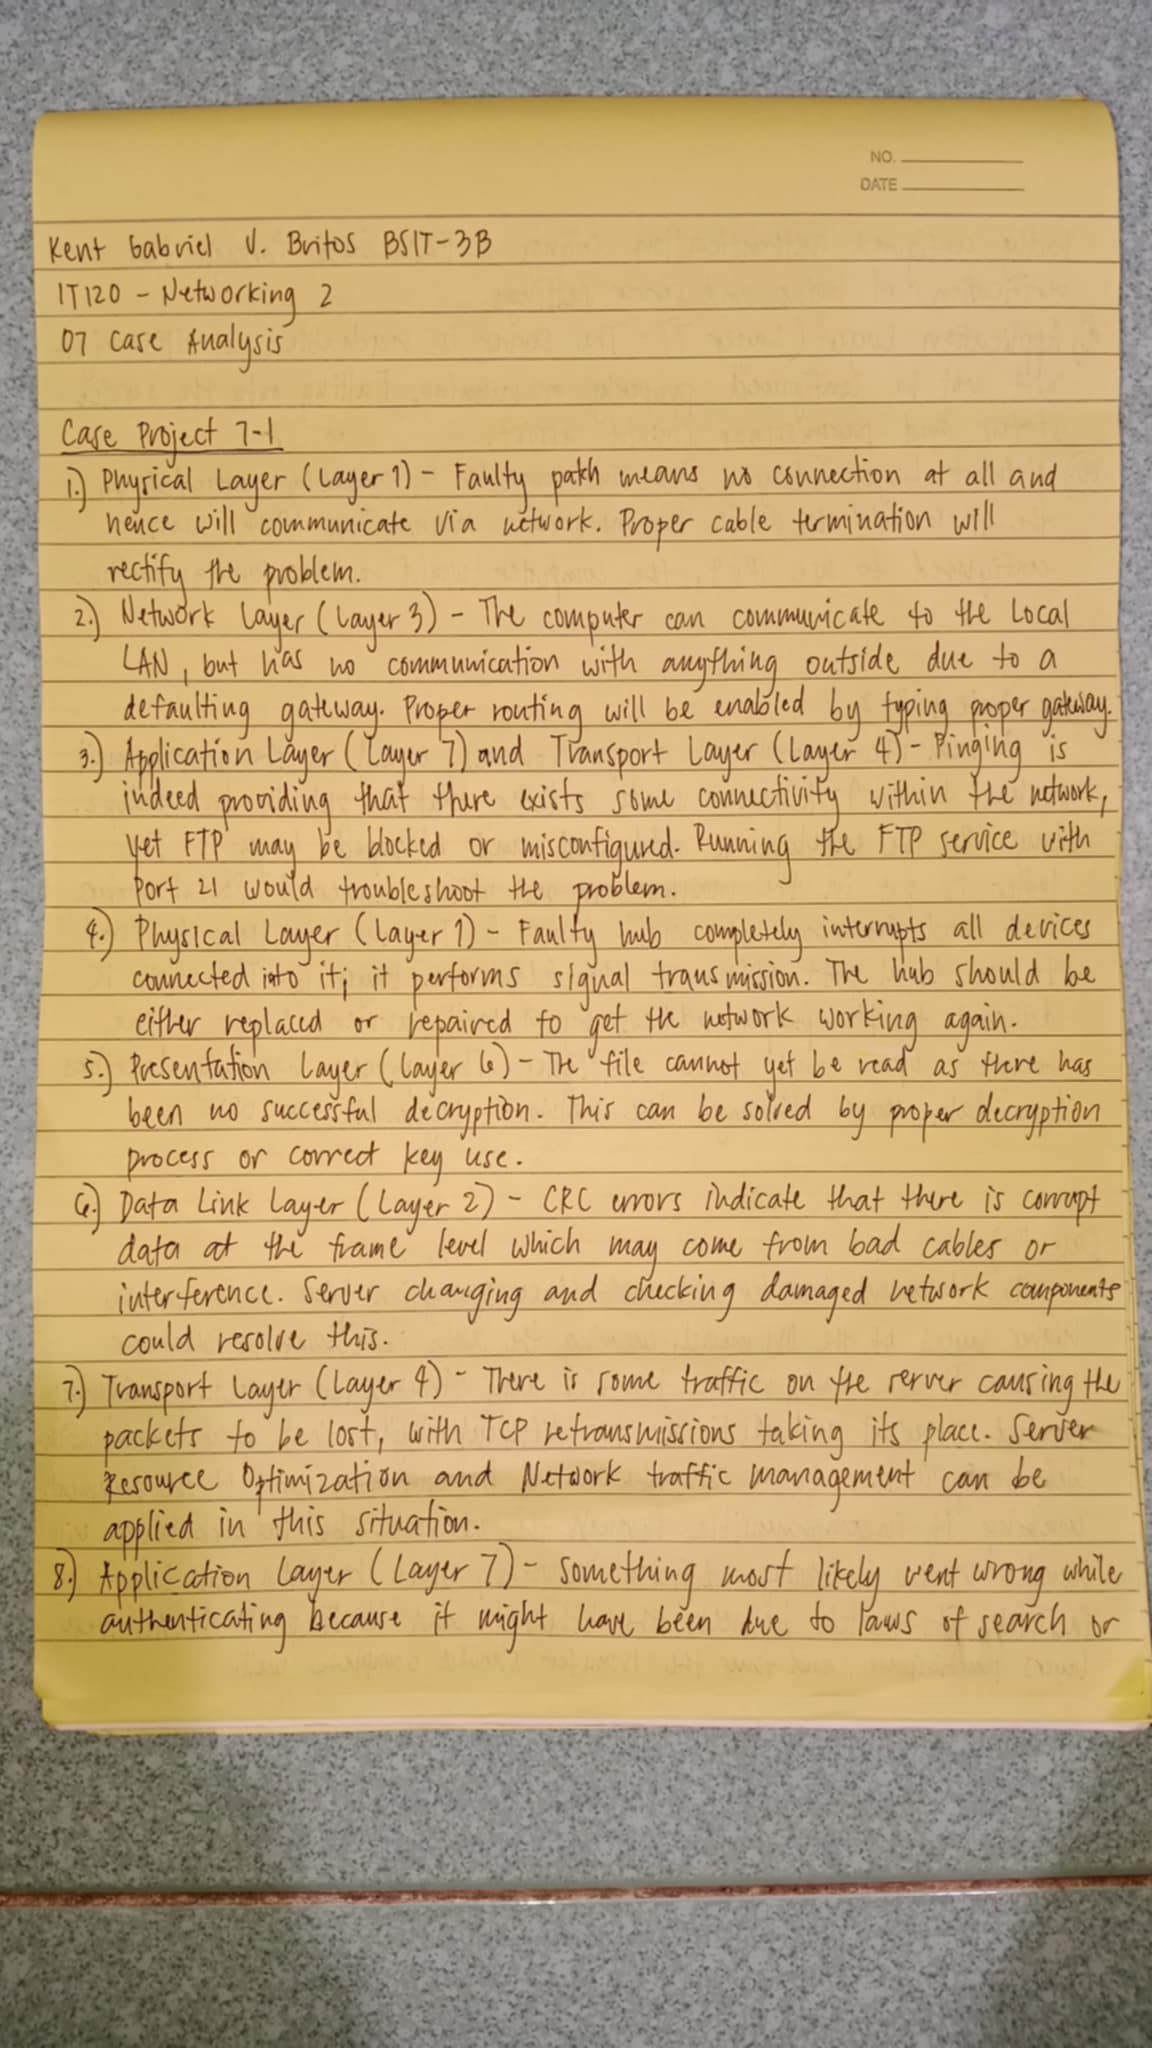 NO.
DATE
Kent Gabriel V. Britos BSIT-3B
IT120 - Networking 2
07 Case Analysis
Case Project 7-1
1.) Physical Layer (Layer 1) - Faulty path means no connection at all and
hence will communicate via network. Proper cable termination will
rectify the problem.
2.) Network Layer (Layer 3) - The computer can communicate to the Local
LAN, but has no communication with anything outside due to a
defaulting gateway. Proper routing will be enabled by typing proper gateway.
3.) Application Layer (Layer 7) and Transport Layer (Layer 4) - Pinging is
indeed providing that there exists some connectivity within the network,
yet FTP may be blocked or misconfigured. Running the FTP service with
Port 21 would troubleshoot the problem.
4.) Physical Layer (Layer 1) - Faulty hub completely interrupts all devices
connected into it; it performs signal transmission. The hub should be
either replaced or repaired to get the network working again.
5.) Presentation Layer (Layer 6) - The file cannot yet be read as there has
been no successful decryption. This can be solved by proper decryption
process or correct key use.
6.) Data Link Layer (Layer 2) - CRC errors indicate that there is corrupt
data at the frame level which may come from bad cables or
interference. Server changing and checking damaged network components
could resolve this.
7.) Transport Layer (Layer 4) - There is some traffic on the server causing the
packets to be lost, with TCP retransmissions taking its place. Server
Resource Optimization and Network traffic management can be
applied in this situation.
8.) Application Layer (Layer 7) - Something most likely went wrong while
authenticating because it might have been due to laws of search or